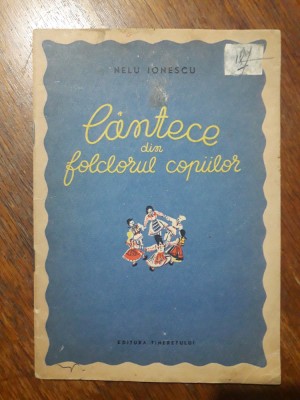 NELU IONESCU
Cântece
din
folclorul copiilor
EDITURA TINERETULUI